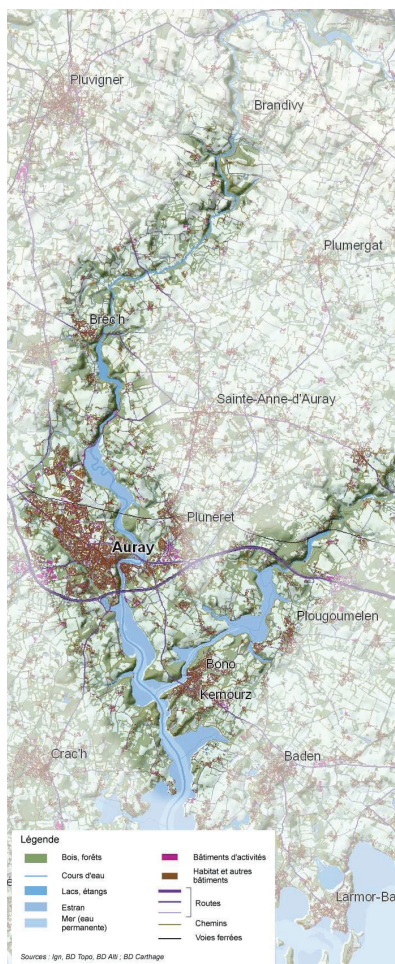 Pluvigner
Brandivy
Plumergat
Brec'h
Sainte-Anne-d'Auray
Pluneret
Auray
Plougoumelen
Bono
Kernourz
Crac'h
Baden
Larmor-Ba
Légende
Bois, forêts
Cours d'eau
Lacs, étangs
Estran
Mer (eau
permanente)
Bâtiments d'activités
Habitat et autres
bâtiments
Routes
Chemins
Voies ferrées
Sources : Ign, BD Topo, BD Alti ; BD Carthage